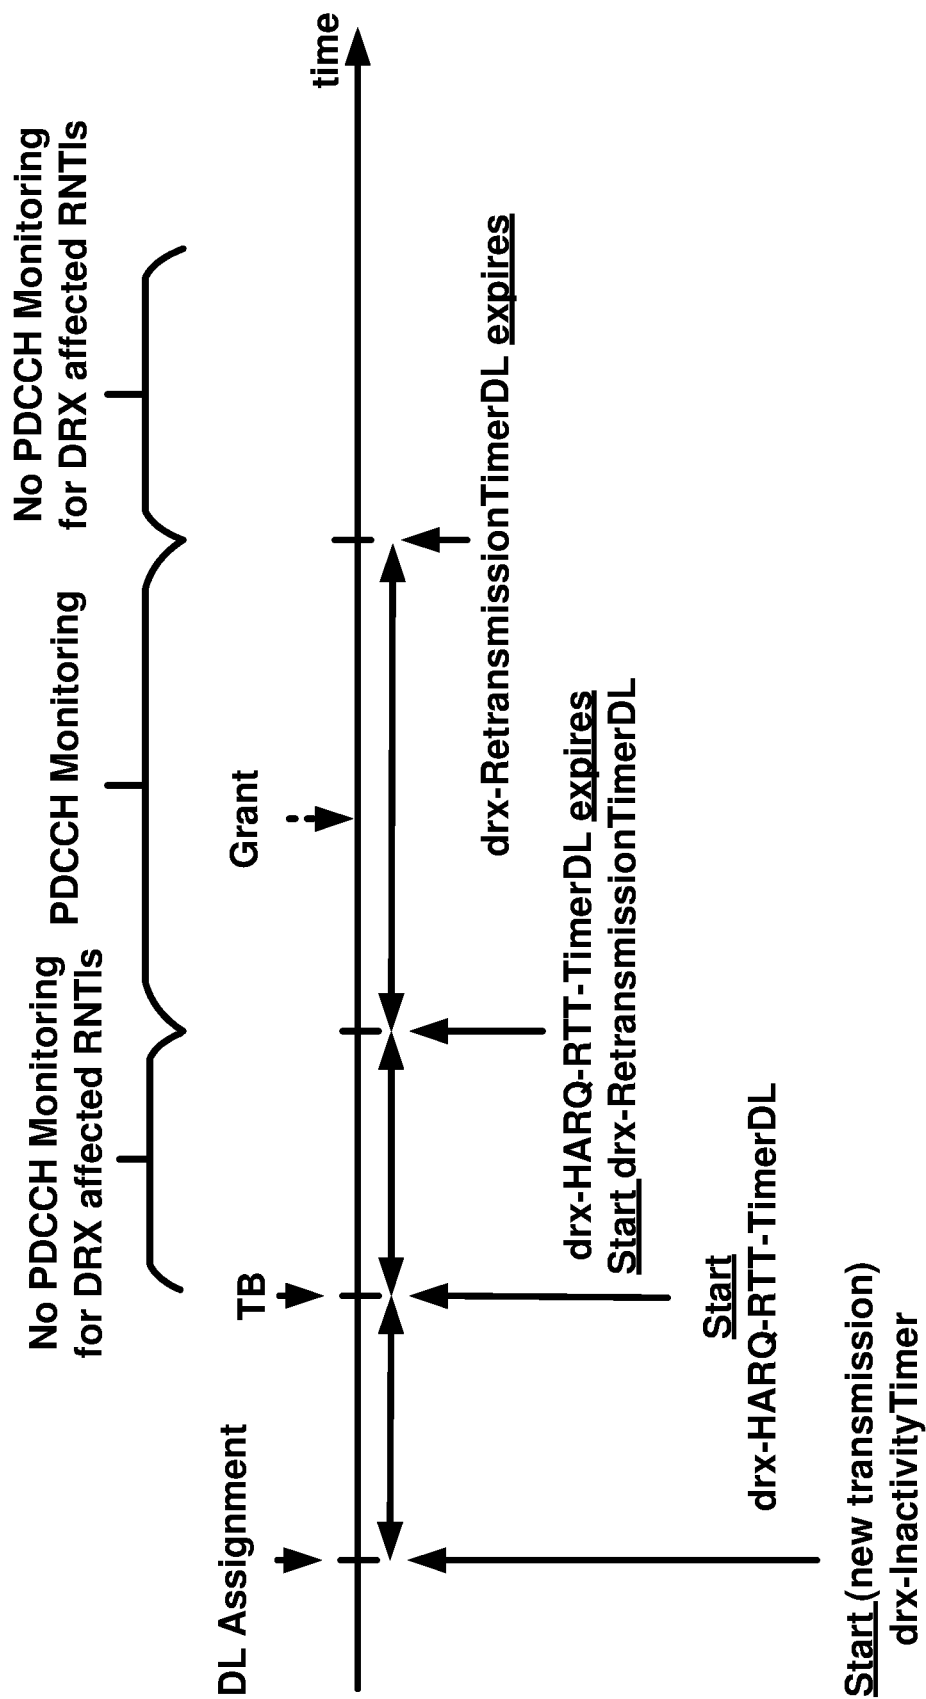 No PDCCH Monitoring
for DRX affected RNTIs
PDCCH Monitoring
No PDCCH Monitoring
for DRX affected RNTIs
DL Assignment
TB
Grant
time
drx-RetransmissionTimerDL expires
drx-HARQ-RTT-TimerDL expires
Start drx-RetransmissionTimerDL
Start
drx-HARQ-RTT-TimerDL
Start (new transmission)
drx-InactivityTimer